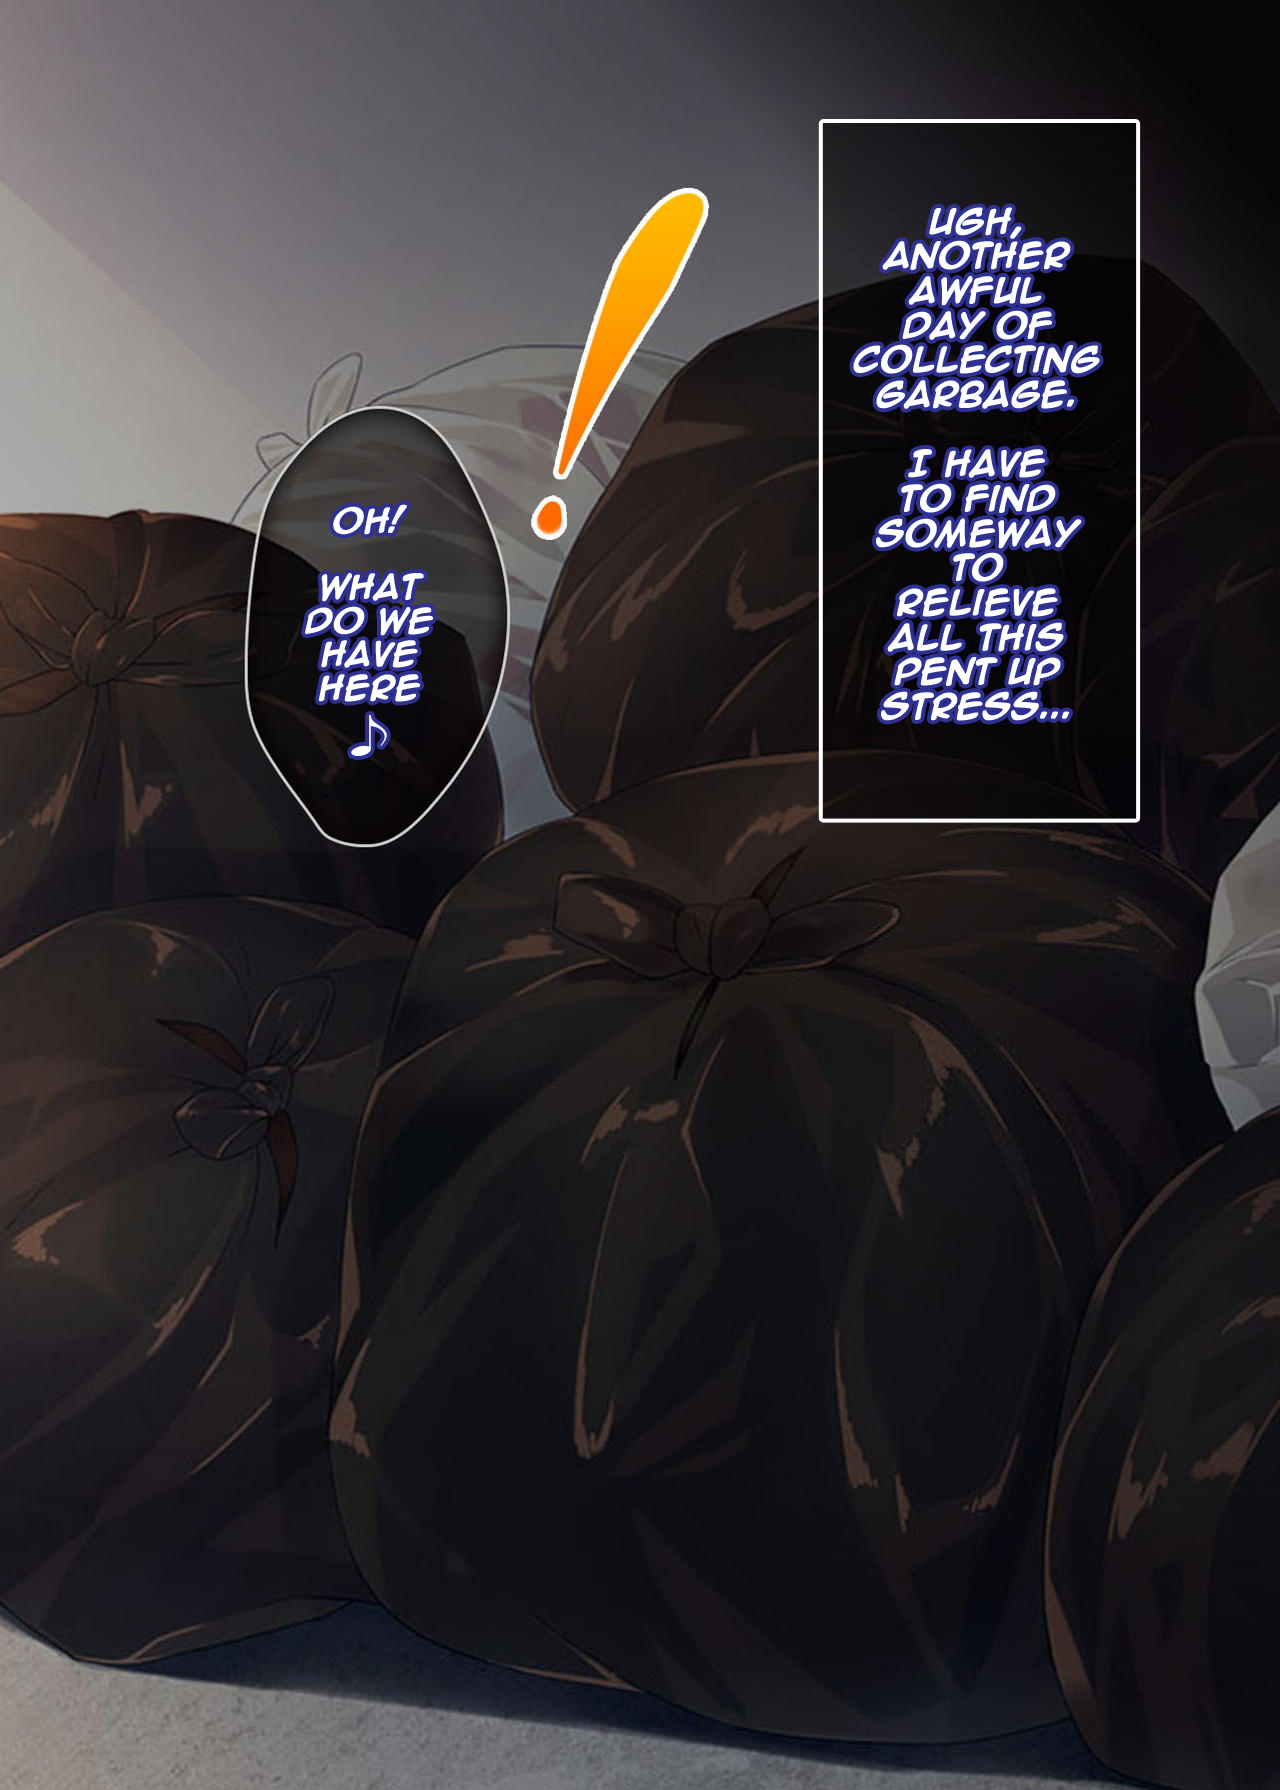 UGH,
ANOTHER
AWFUL
DAY OF
COLLECTING
GARBAGE.
I HAVE
TO FIND
SOMEWAY
TO
RELIEVE
ALL THIS
PENT UP
STRESS...
!
OH!
WHAT
DO WE
HAVE
HERE
♪